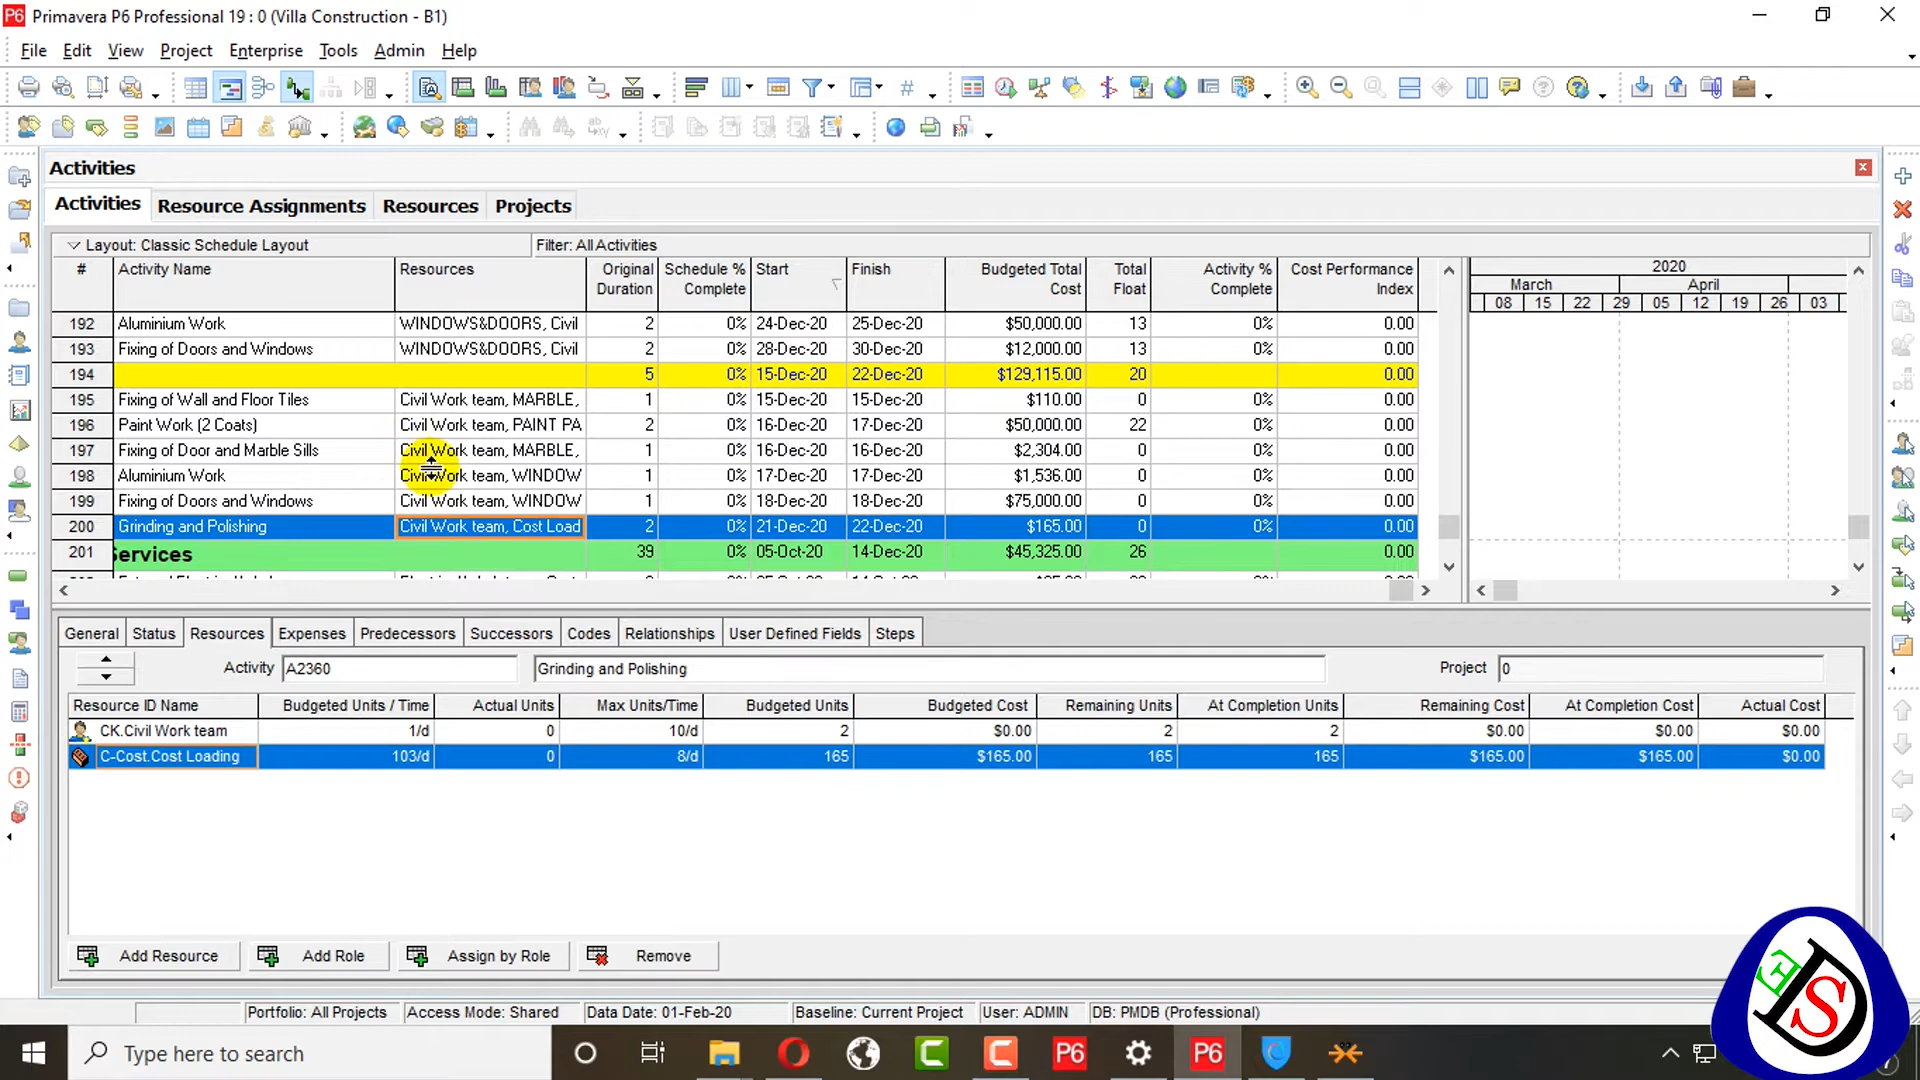 Primavera P6 Professional 19 : 0 (Villa Construction - B1)
File Edit View Project Enterprise Tools Admin Help
Activities
Activities Resource Assignments Resources Projects
Layout: Classic Schedule Layout Filter: All Activities
# Activity Name Resources Original Duration Schedule % Complete Start Finish Budgeted Total Cost Total Float Activity % Complete Cost Performance Index
2020
March April
08 15 22 29 05 12 19 26 03
192 Aluminium Work WINDOWS&DOORS, Civil 2 0% 24-Dec-20 25-Dec-20 $50,000.00 13 0% 0.00
193 Fixing of Doors and Windows WINDOWS&DOORS, Civil 2 0% 28-Dec-20 30-Dec-20 $12,000.00 13 0% 0.00
194 5 0% 15-Dec-20 22-Dec-20 $129,115.00 20 0.00
195 Fixing of Wall and Floor Tiles Civil Work team, MARBLE, 1 0% 15-Dec-20 15-Dec-20 $110.00 0 0% 0.00
196 Paint Work (2 Coats) Civil Work team, PAINT PA 2 0% 16-Dec-20 17-Dec-20 $50,000.00 22 0% 0.00
197 Fixing of Door and Marble Sills Civil Work team, MARBLE, 1 0% 16-Dec-20 16-Dec-20 $2,304.00 0 0% 0.00
198 Aluminium Work Civil Work team, WINDOW 1 0% 17-Dec-20 17-Dec-20 $1,536.00 0 0% 0.00
199 Fixing of Doors and Windows Civil Work team, WINDOW 1 0% 18-Dec-20 18-Dec-20 $75,000.00 0 0% 0.00
200 Grinding and Polishing Civil Work team, Cost Load 2 0% 21-Dec-20 22-Dec-20 $165.00 0 0% 0.00
201 Services 39 0% 05-Oct-20 14-Dec-20 $45,325.00 26 0.00
General Status Resources Expenses Predecessors Successors Codes Relationships User Defined Fields Steps
Activity A2360 Grinding and Polishing Project 0
Resource ID Name Budgeted Units / Time Actual Units Max Units/Time Budgeted Units Budgeted Cost Remaining Units At Completion Units Remaining Cost At Completion Cost Actual Cost
CK.Civil Work team 1/d 0 10/d 2 $0.00 2 2 $0.00 $0.00 $0.00
C-Cost.Cost Loading 103/d 0 8/d 165 $165.00 165 165 $165.00 $165.00 $0.00
Add Resource Add Role Assign by Role Remove
Portfolio: All Projects Access Mode: Shared Data Date: 01-Feb-20 Baseline: Current Project User: ADMIN DB: PMDB (Professional)
Type here to search